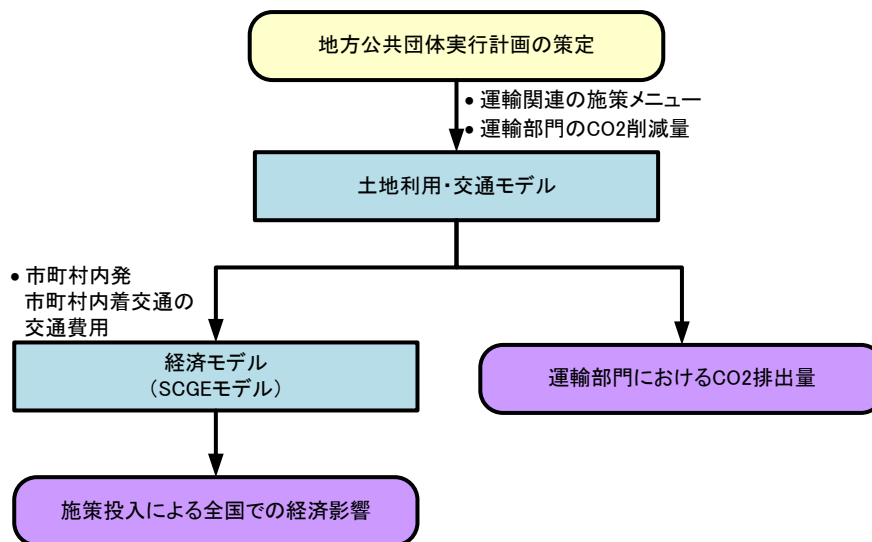 地方公共団体実行計画の策定
• 運輸関連の施策メニュー
• 運輸部門のCO2削減量
土地利用・交通モデル
• 市町村内発
市町村内着交通の
交通費用
経済モデル
（SCGEモデル）
運輸部門におけるCO2排出量
施策投入による全国での経済影響